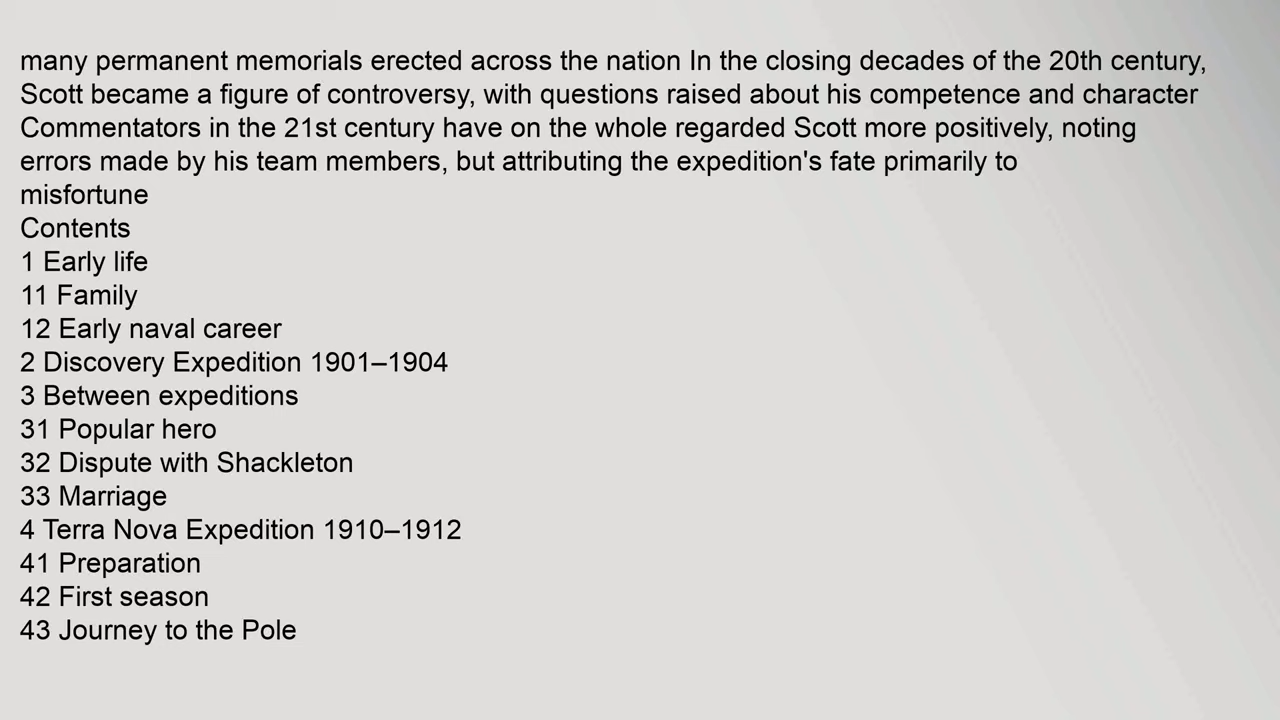 many permanent memorials erected across the nation In the closing decades of the 20th century,
Scott became a figure of controversy, with questions raised about his competence and character
Commentators in the 21st century have on the whole regarded Scott more positively, noting
errors made by his team members, but attributing the expedition's fate primarily to
misfortune
Contents
1 Early life
11 Family
12 Early naval career
2 Discovery Expedition 1901–1904
3 Between expeditions
31 Popular hero
32 Dispute with Shackleton
33 Marriage
4 Terra Nova Expedition 1910–1912
41 Preparation
42 First season
43 Journey to the Pole